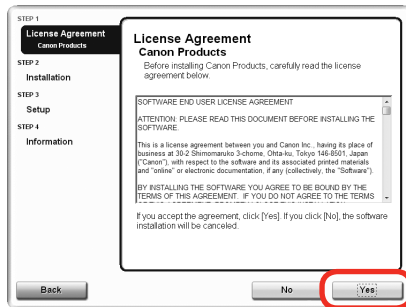 STEP 1
License Agreement
Canon Products
STEP 2
Installation
STEP 3
Setup
STEP 4
Information
License Agreement
Canon Products
Before installing Canon Products, carefully read the license
agreement below.
SOFTWARE END USER LICENSE AGREEMENT
ATTENTION: PLEASE READ THIS DOCUMENT BEFORE INSTALLING THE
SOFTWARE.
This is a license agreement between you and Canon Inc., having its place of
business at 30-2 Shimomaruko 3-chome, Ohta-ku, Tokyo 146-8501, Japan
("Canon"), with respect to the software and its associated printed materials
and "online" or electronic documentation, if any (collectively, the "Software").
BY INSTALLING THE SOFTWARE YOU AGREE TO BE BOUND BY THE
TERMS OF THIS AGREEMENT. IF YOU DO NOT AGREE TO THE TERMS
If you accept the agreement, click [Yes]. If you click [No], the software
installation will be canceled.
Back
No
Yes